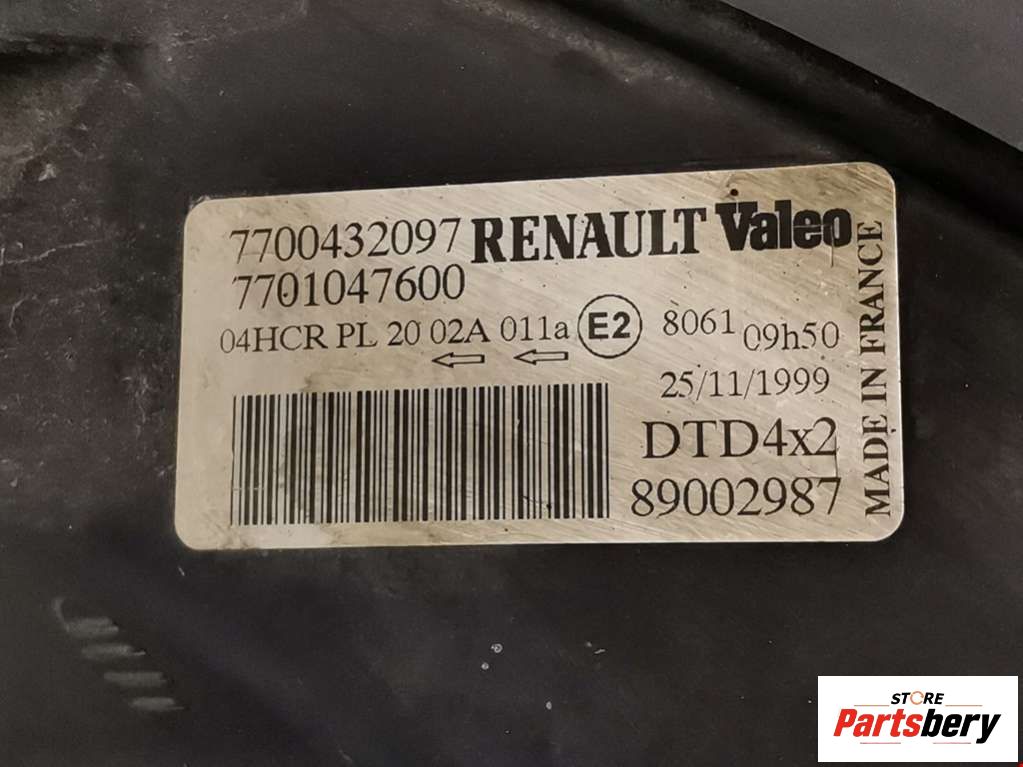 7700432097 RENAULT Valeo
7701047600
04HCR PL 20 02A 011a E2 8061 09h50
25/11/1999
DTD4x2
89002987
MADE IN FRANCE
STORE
Partsbery